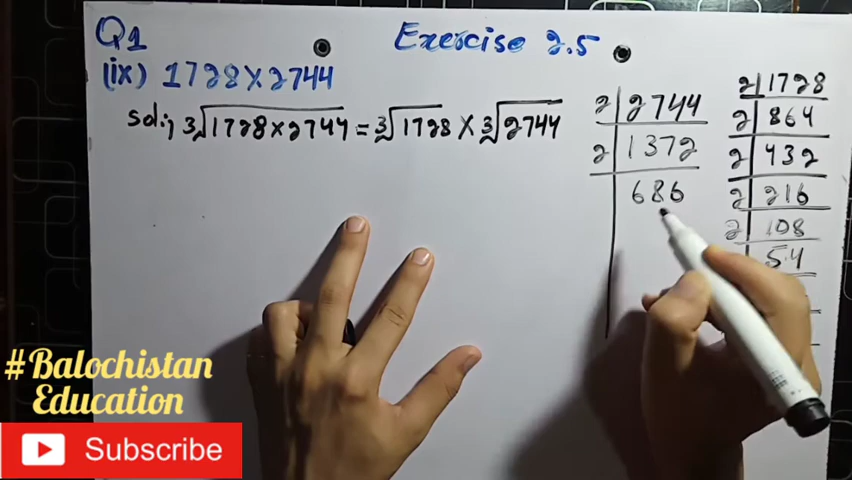 Q1 Exercise 2.5
(ix) 1728×2744
sol:, ∛1728×2744 = ∛1728 × ∛2744
2 | 2744
2 | 1372
686
2 | 1728
2 | 864
2 | 432
2 | 216
2 | 108
54
#Balochistan
Education
Subscribe